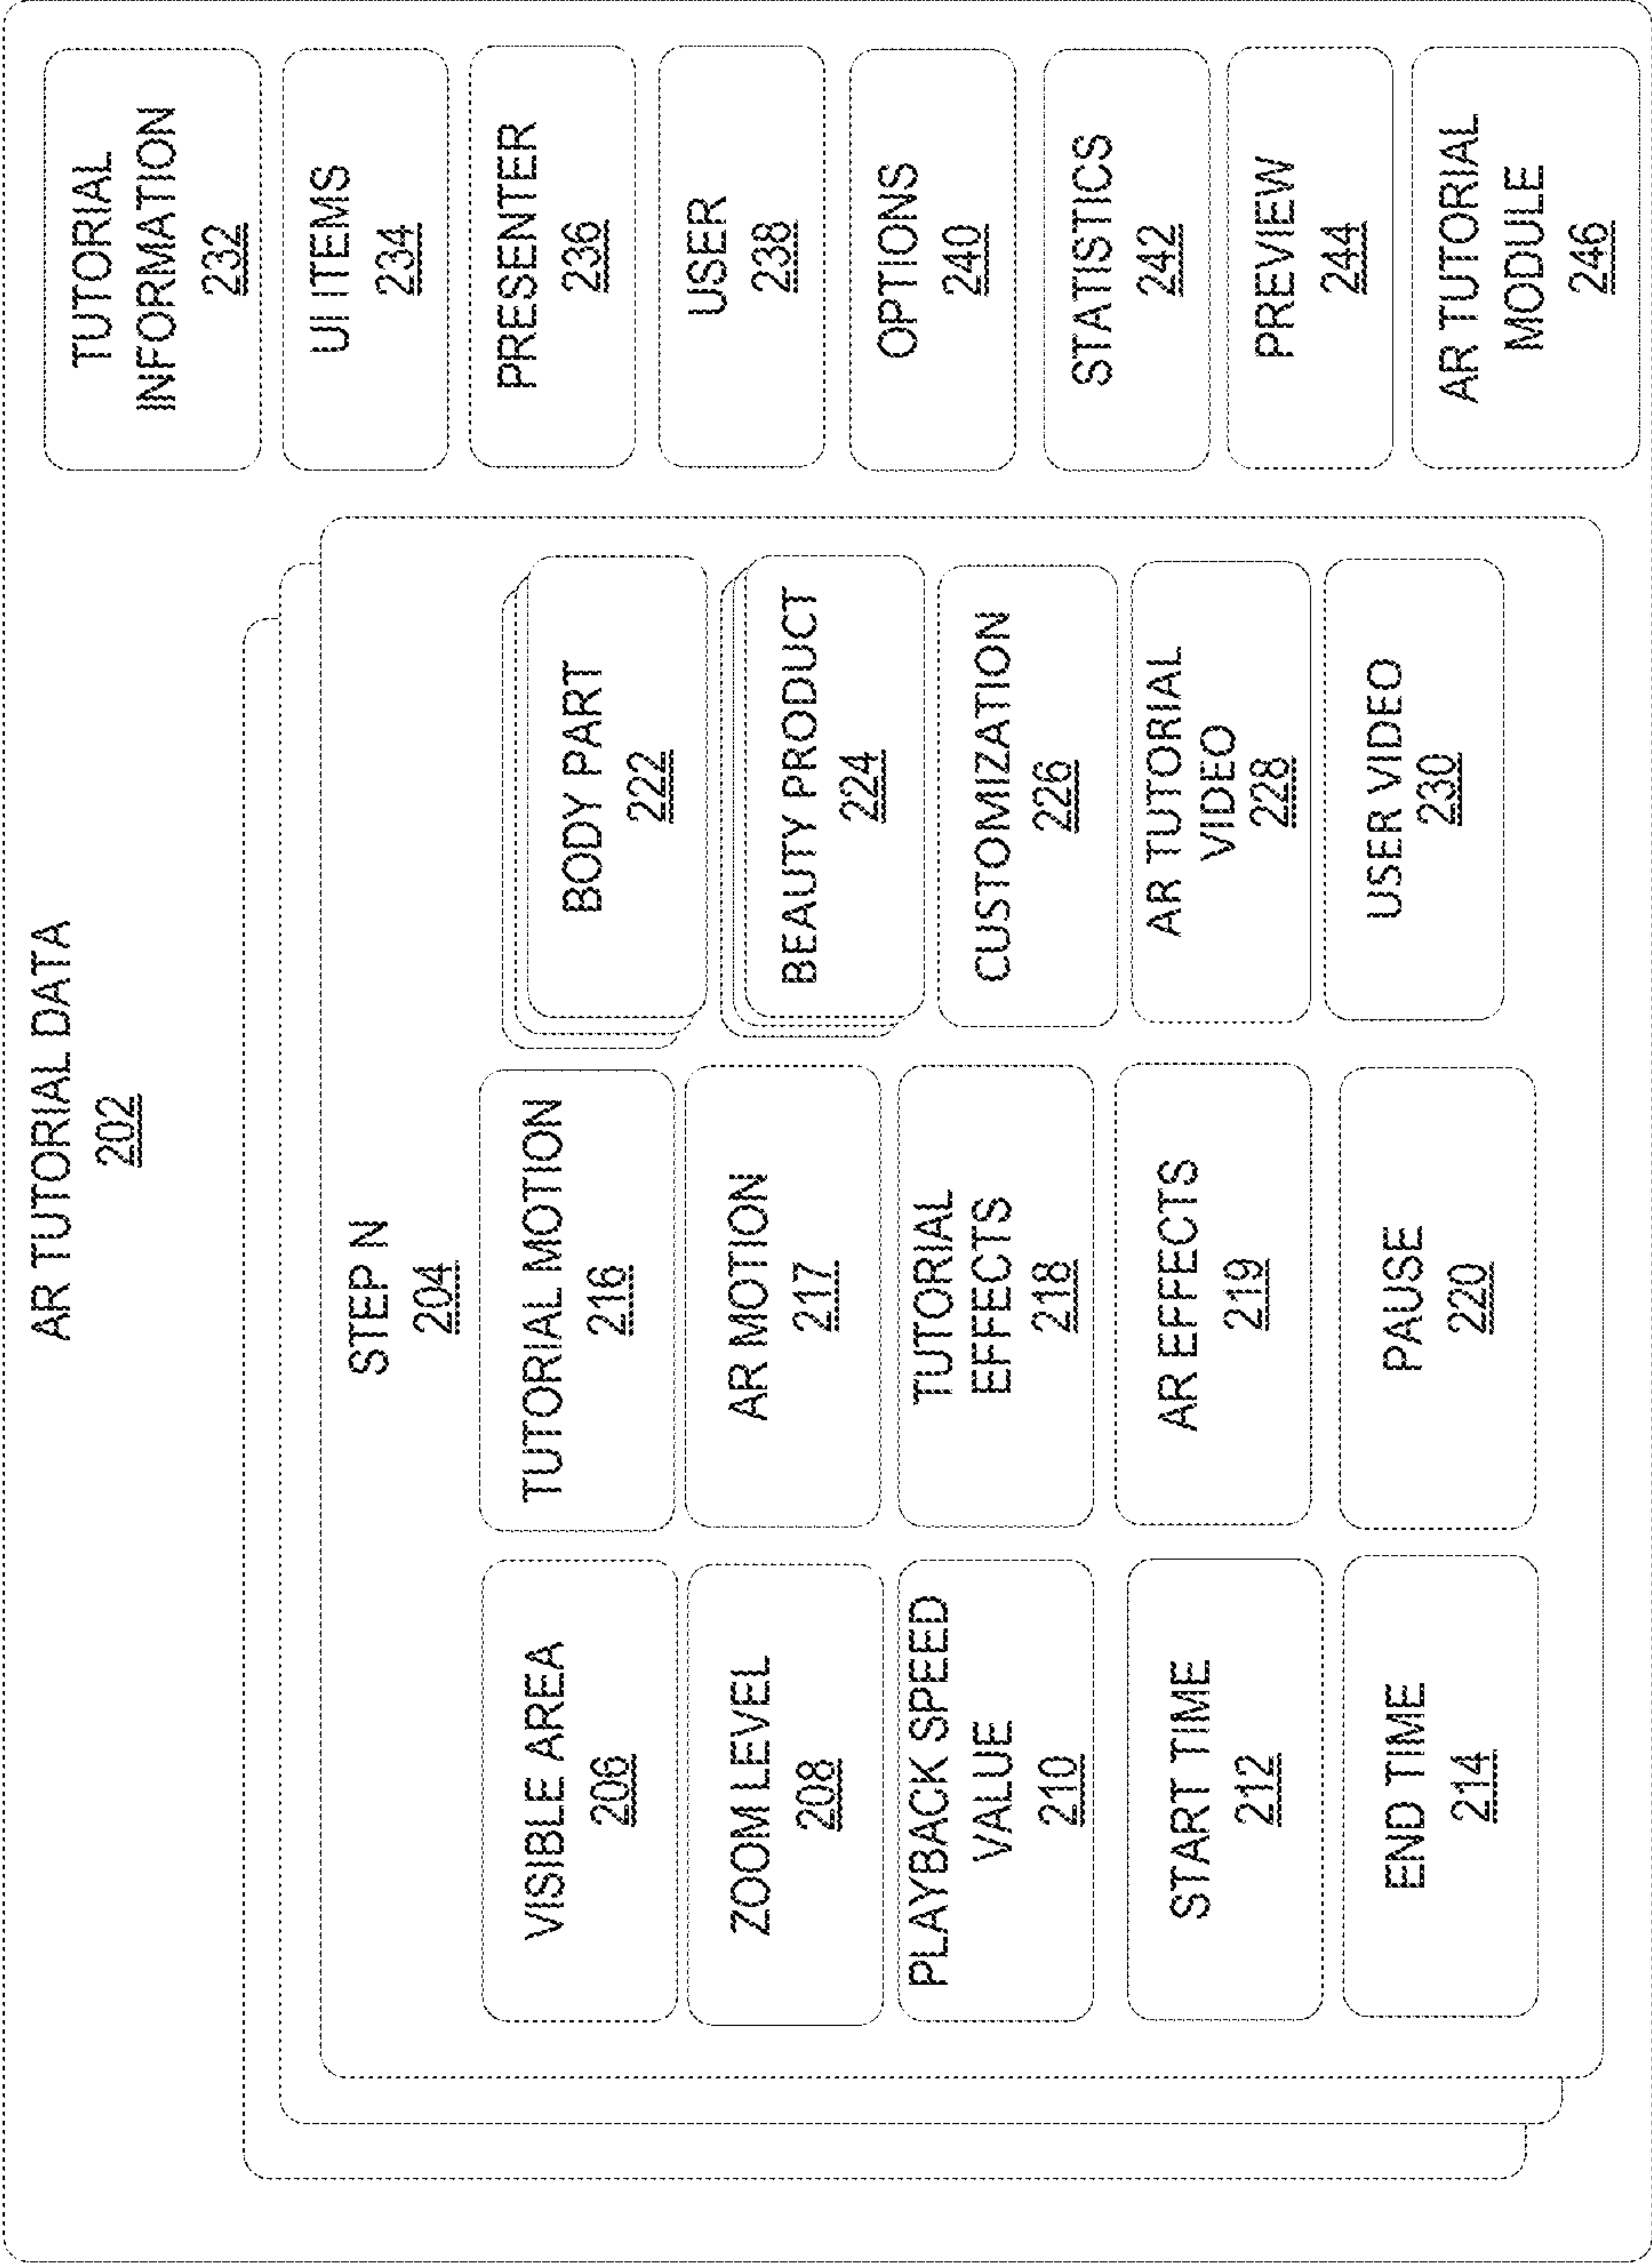 AR TUTORIAL DATA
202
STEP N
204
VISIBLE AREA
206
ZOOM LEVEL
208
PLAYBACK SPEED
VALUE
210
START TIME
212
END TIME
214
TUTORIAL MOTION
216
AR MOTION
217
TUTORIAL
EFFECTS
218
AR EFFECTS
219
PAUSE
220
BODY PART
222
BEAUTY PRODUCT
224
CUSTOMIZATION
226
AR TUTORIAL
VIDEO
228
USER VIDEO
230
TUTORIAL
INFORMATION
232
UI ITEMS
234
PRESENTER
236
USER
238
OPTIONS
240
STATISTICS
242
PREVIEW
244
AR TUTORIAL
MODULE
246